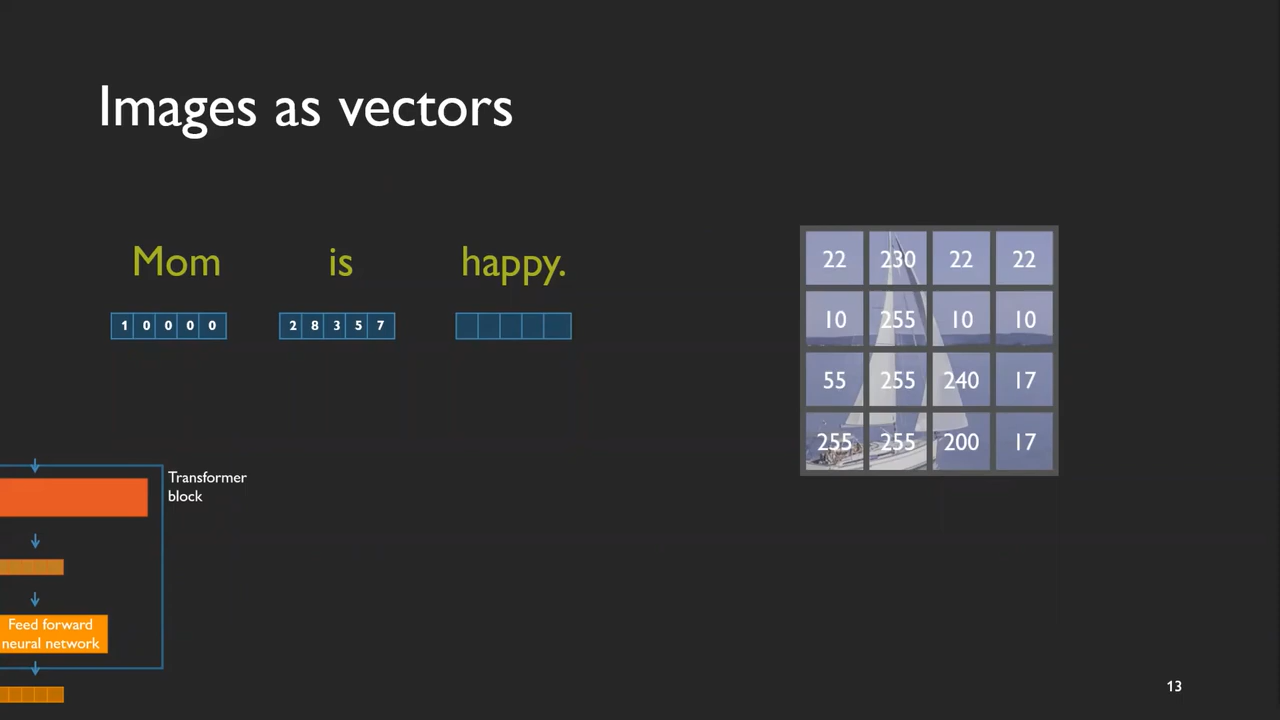 Images as vectors
Mom is happy.
1 0 0 0 0 2 8 3 5 7
22 230 22 22
10 255 10 10
55 255 240 17
255 255 200 17
Transformer
block
Feed forward
neural network
13